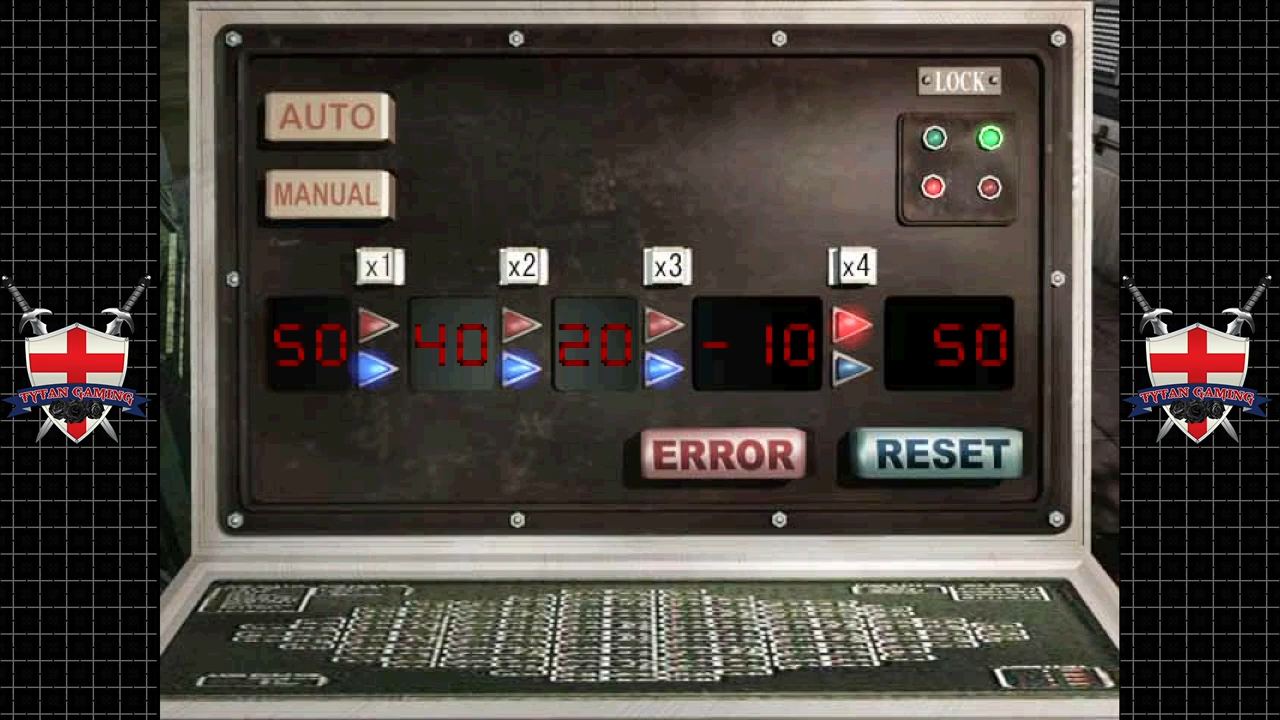 LOCK
AUTO
MANUAL
x1 x2 x3 x4
50 40 20 -10 50
ERROR RESET
TYTAN GAMING TYTAN GAMING